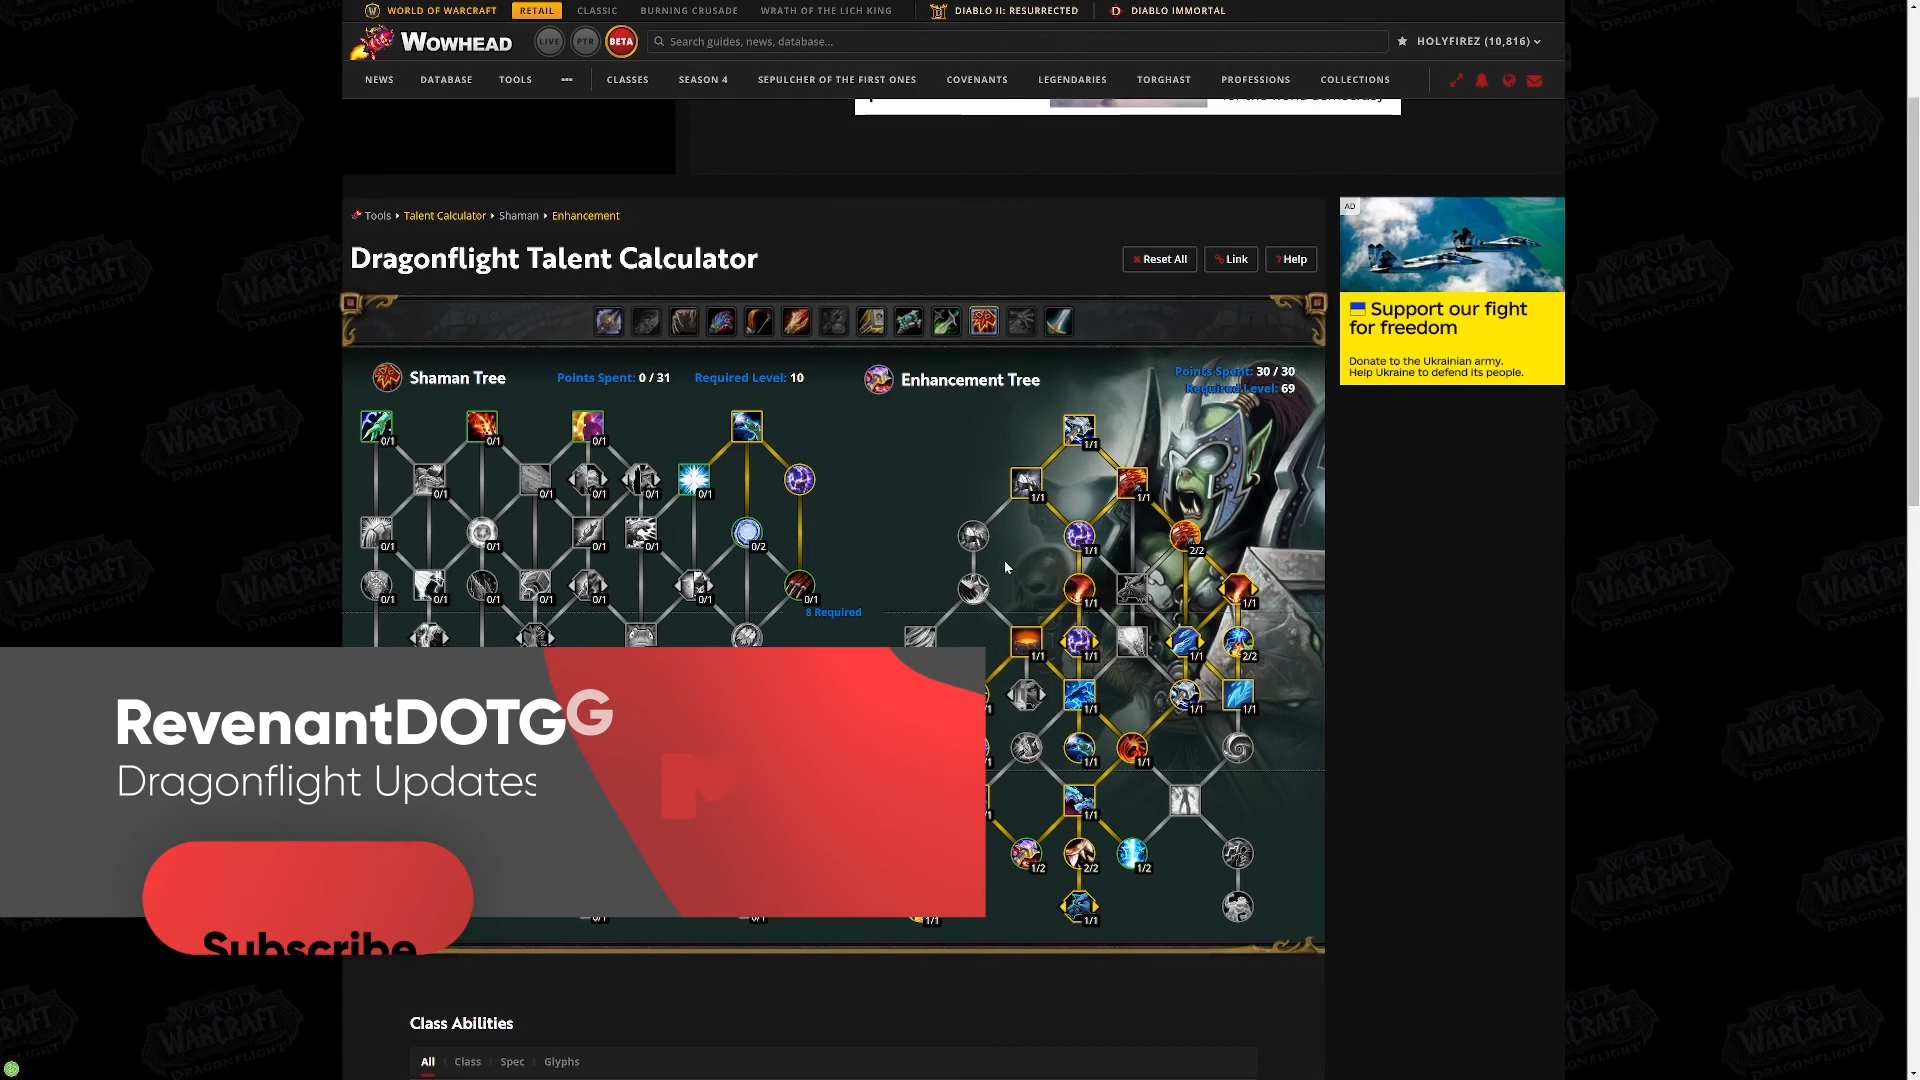 WORLD OF WARCRAFT RETAIL CLASSIC BURNING CRUSADE WRATH OF THE LICH KING DIABLO II: RESURRECTED DIABLO IMMORTAL
WOWHEAD LIVE PTR BETA Search guides, news, database... HOLYFIREZ (10,816)
NEWS DATABASE TOOLS CLASSES SEASON 4 SEPULCHER OF THE FIRST ONES COVENANTS LEGENDARIES TORGHAST PROFESSIONS COLLECTIONS
Tools Talent Calculator Shaman Enhancement
Dragonflight Talent Calculator
Reset All Link Help
AD
Support our fight
for freedom
Donate to the Ukrainian army.
Help Ukraine to defend its people.
Shaman Tree Points Spent: 0 / 31 Required Level: 10
Enhancement Tree Points Spent: 30 / 30
Required Level: 69
0/1 0/1 0/1
0/1 0/1 0/1 0/1 0/1
0/1 0/1 0/1 0/1 0/2
0/1 0/1 0/1 0/1 0/1 0/1 0/1
8 Required
1/1
1/1 1/1
1/1 2/2
1/1 1/1
1/1 1/1 1/1 2/2
1/1 1/1 1/1
1/1 1/1
1/1
1/2 2/2 1/2
1/1 1/1
RevenantDOTGG
Dragonflight Updates
Subscribe
Class Abilities
All Class Spec Glyphs
WORLD OF WARCRAFT DRAGONFLIGHT